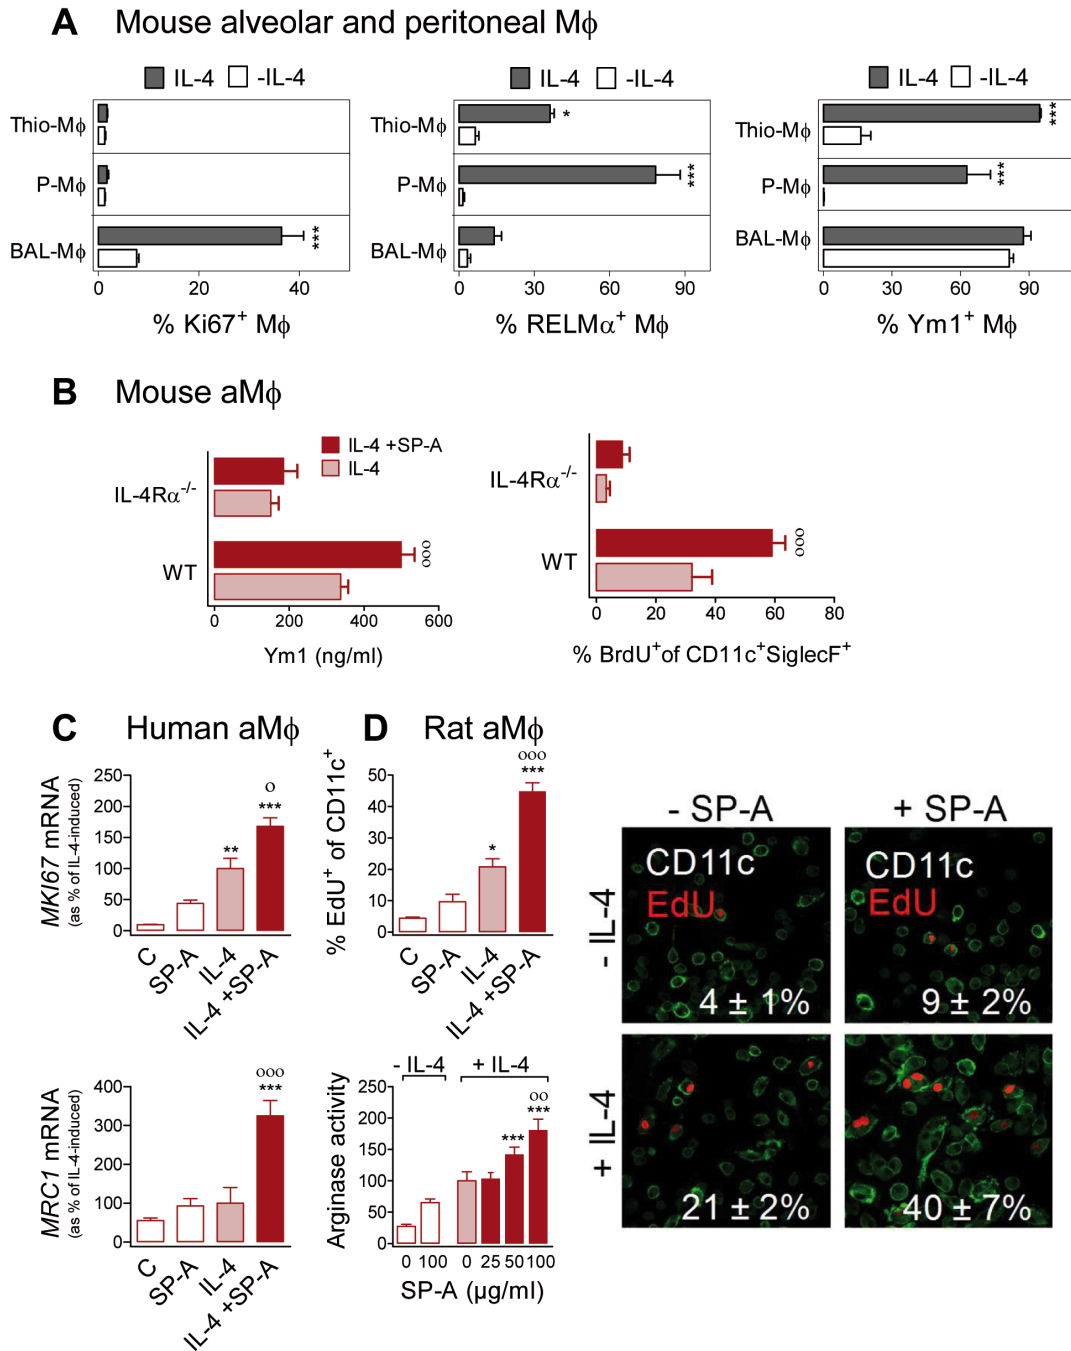 A Mouse alveolar and peritoneal Mϕ
IL-4 -IL-4
Thio-Mϕ
P-Mϕ
BAL-Mϕ
***
0 20 40
% Ki67+ Mϕ
IL-4 -IL-4
Thio-Mϕ
P-Mϕ
BAL-Mϕ
*
***
0 30 60 90
% RELMα+ Mϕ
IL-4 -IL-4
Thio-Mϕ
P-Mϕ
BAL-Mϕ
***
***
0 30 60 90
% Ym1+ Mϕ
B Mouse aMϕ
IL-4 +SP-A
IL-4
IL-4Rα-/-
WT
ooo
0 200 400 600
Ym1 (ng/ml)
IL-4Rα-/-
WT
ooo
0 20 40 60 80
% BrdU+of CD11c+SiglecF+
C Human aMϕ
MKI67 mRNA
(as % of IL-4-induced)
250
200
150
100
50
0
**
o
***
C SP-A IL-4 IL-4 +SP-A
MRC1 mRNA
(as % of IL-4-induced)
400
300
200
100
0
ooo
***
C SP-A IL-4 IL-4 +SP-A
D Rat aMϕ
% EdU+ of CD11c+
50
40
30
20
10
0
*
ooo
***
C SP-A IL-4 IL-4 +SP-A
- IL-4 + IL-4
Arginase activity
250
200
150
100
50
0
***
oo
***
0 100 0 25 50 100
SP-A (µg/ml)
- SP-A + SP-A
- IL-4
CD11c
EdU
4 ± 1%
CD11c
EdU
9 ± 2%
+ IL-4
21 ± 2%
40 ± 7%